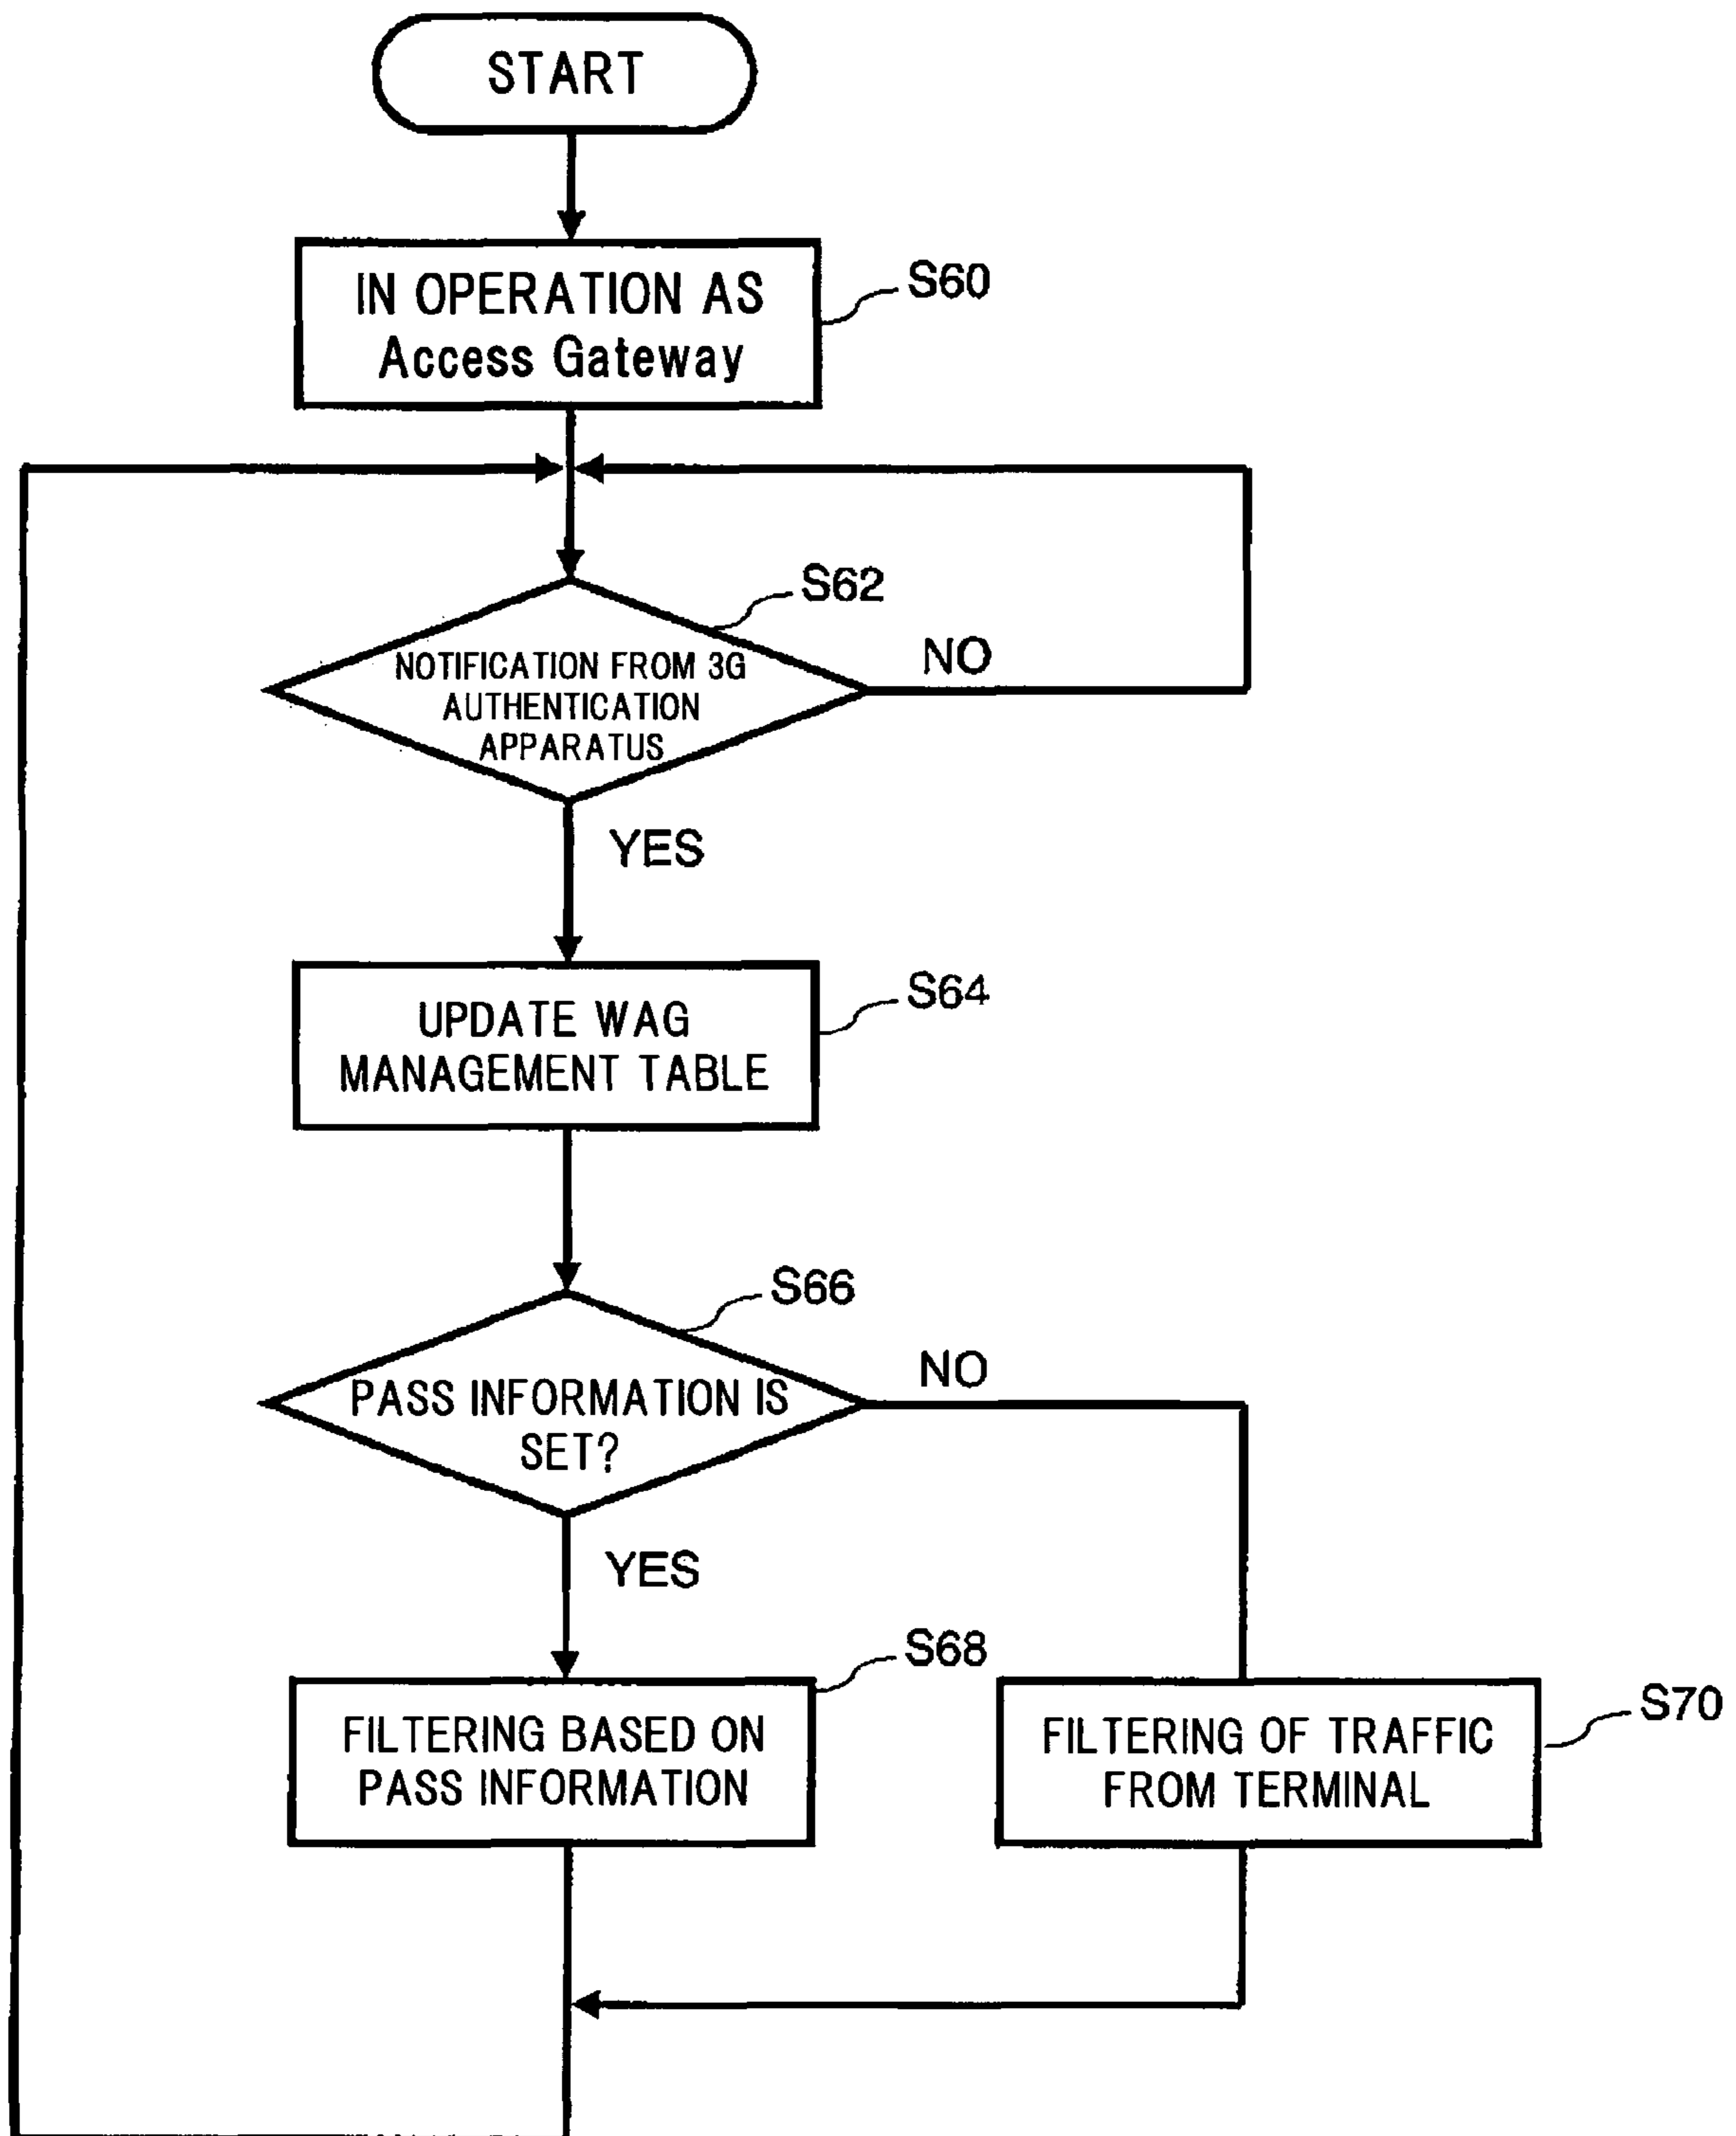 START
IN OPERATION AS
Access Gateway
S60
S62
NOTIFICATION FROM 3G
AUTHENTICATION
APPARATUS
NO
YES
UPDATE WAG
MANAGEMENT TABLE
S64
S66
PASS INFORMATION IS
SET?
NO
YES
S68
FILTERING BASED ON
PASS INFORMATION
S70
FILTERING OF TRAFFIC
FROM TERMINAL